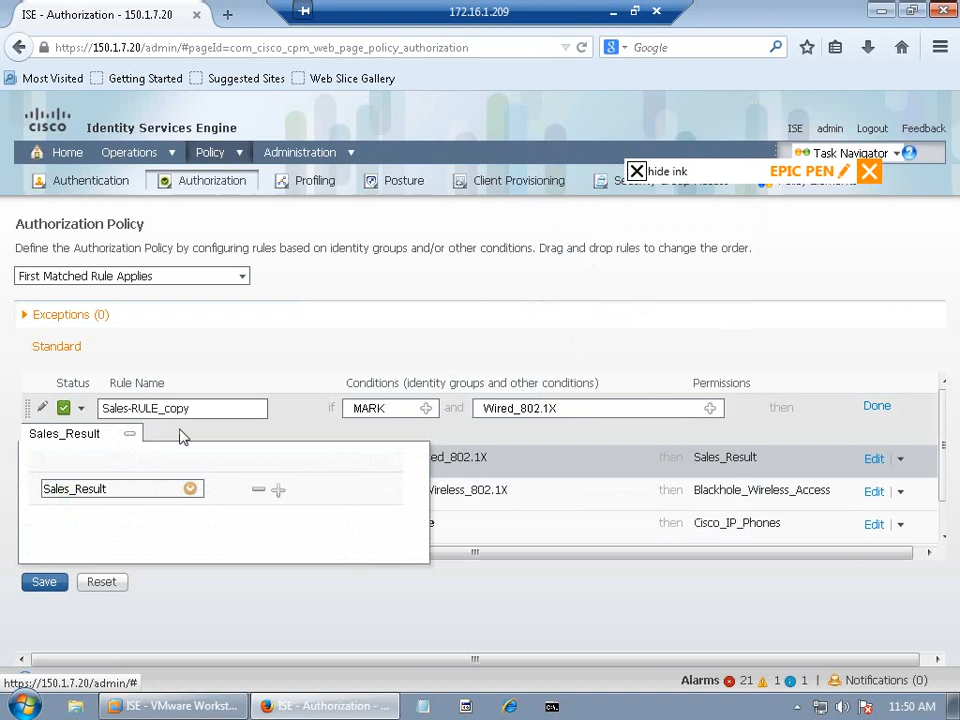 ISE - Authorization - 150.1.7.20
172.16.1.209
https://150.1.7.20/admin/#pageId=com_cisco_cpm_web_page_policy_authorization
Google
Most Visited Getting Started Suggested Sites Web Slice Gallery
CISCO Identity Services Engine
ISE admin Logout Feedback
Home Operations Policy Administration Task Navigator
hide ink EPIC PEN
Authentication Authorization Profiling Posture Client Provisioning
Authorization Policy
Define the Authorization Policy by configuring rules based on identity groups and/or other conditions. Drag and drop rules to change the order.
First Matched Rule Applies
Exceptions (0)
Standard
Status Rule Name Conditions (identity groups and other conditions) Permissions
Sales-RULE_copy if MARK and Wired_802.1X then Done
Sales_Result
ed_802.1X then Sales_Result Edit
Sales_Result
Wireless_802.1X then Blackhole_Wireless_Access Edit
e then Cisco_IP_Phones Edit
Save Reset
https://150.1.7.20/admin/#
Alarms 21 1 1 Notifications (0)
ISE - VMware Workst... ISE - Authorization - ... 11:50 AM